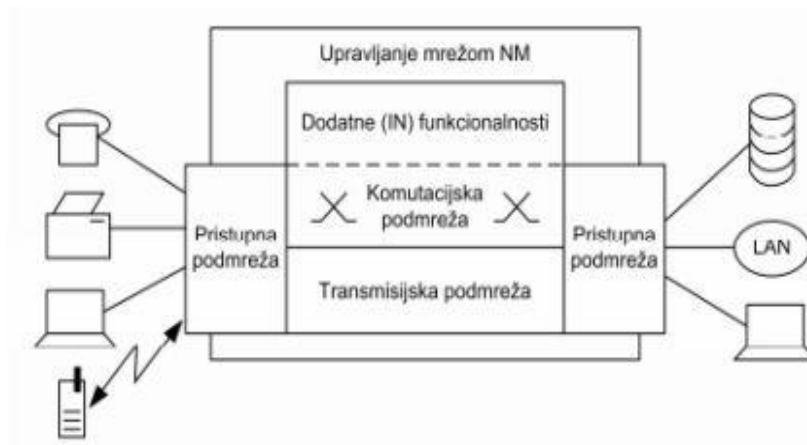 Upravljanje mrežom NM
Dodatne (IN) funkcionalnosti
Komutacijska
podmreža
Pristupna
podmreža
Pristupna
podmreža
LAN
Transmisijska podmreža